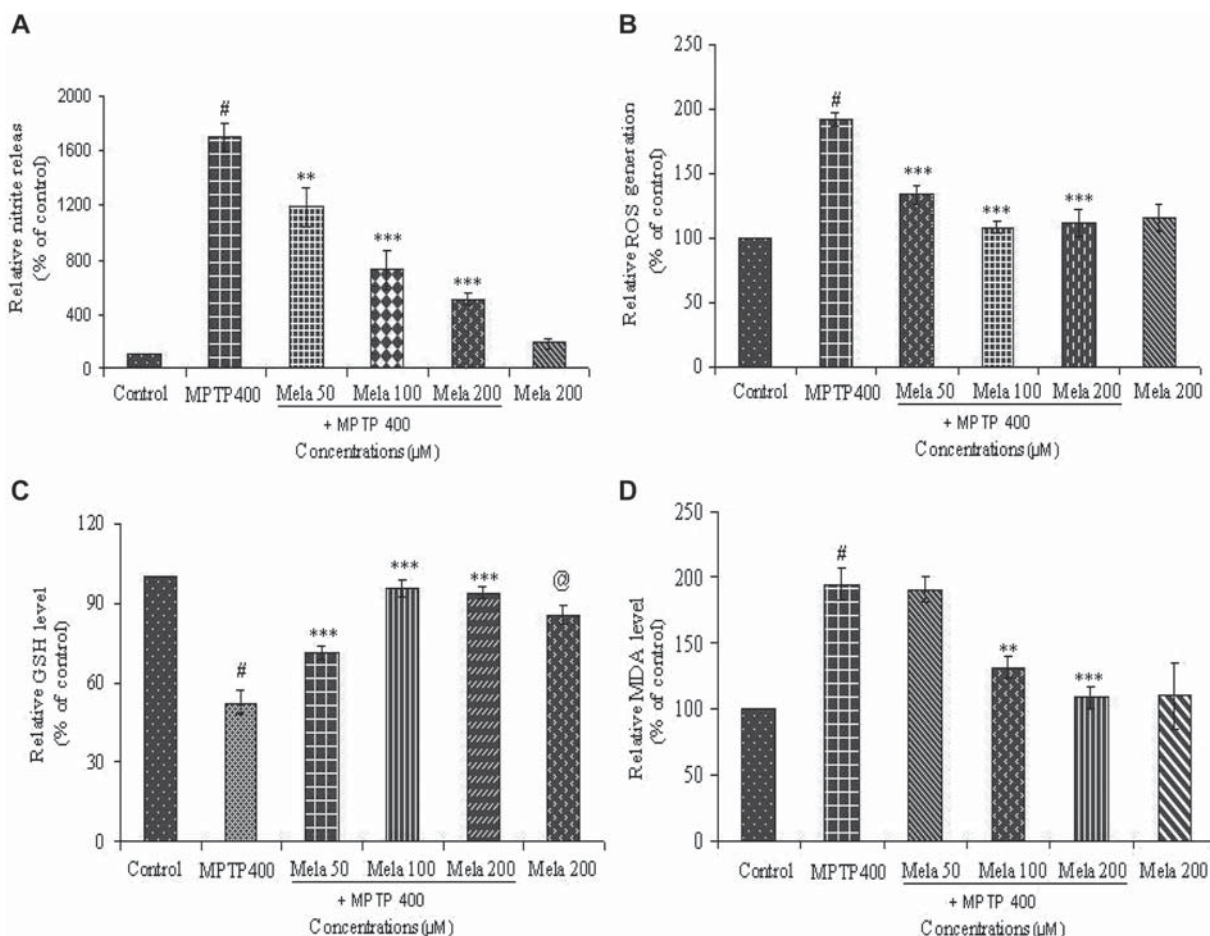 A
Relative nitrite releas
(% of control)
2000
1600
1200
800
400
0
#
**
***
***
Control MPTP400 Mela 50 Mela 100 Mela 200 Mela 200
+ MPTP 400
Concentrations(µM)
B
Relative ROS generation
(% of control)
250
200
150
100
50
0
#
***
***
***
Control MPTP400 Mela 50 Mela 100 Mela 200 Mela 200
+ MPTP 400
Concentrations(µM)
C
Relative GSH level
(% of control)
120
90
60
30
0
#
***
***
***
@
Control MPTP400 Mela 50 Mela 100 Mela 200 Mela 200
+ MPTP 400
Concentrations(µM)
D
Relative MDA level
(% of control)
250
200
150
100
50
0
#
**
***
Control MPTP400 Mela 50 Mela 100 Mela 200 Mela 200
+ MPTP 400
Concentrations(µM)